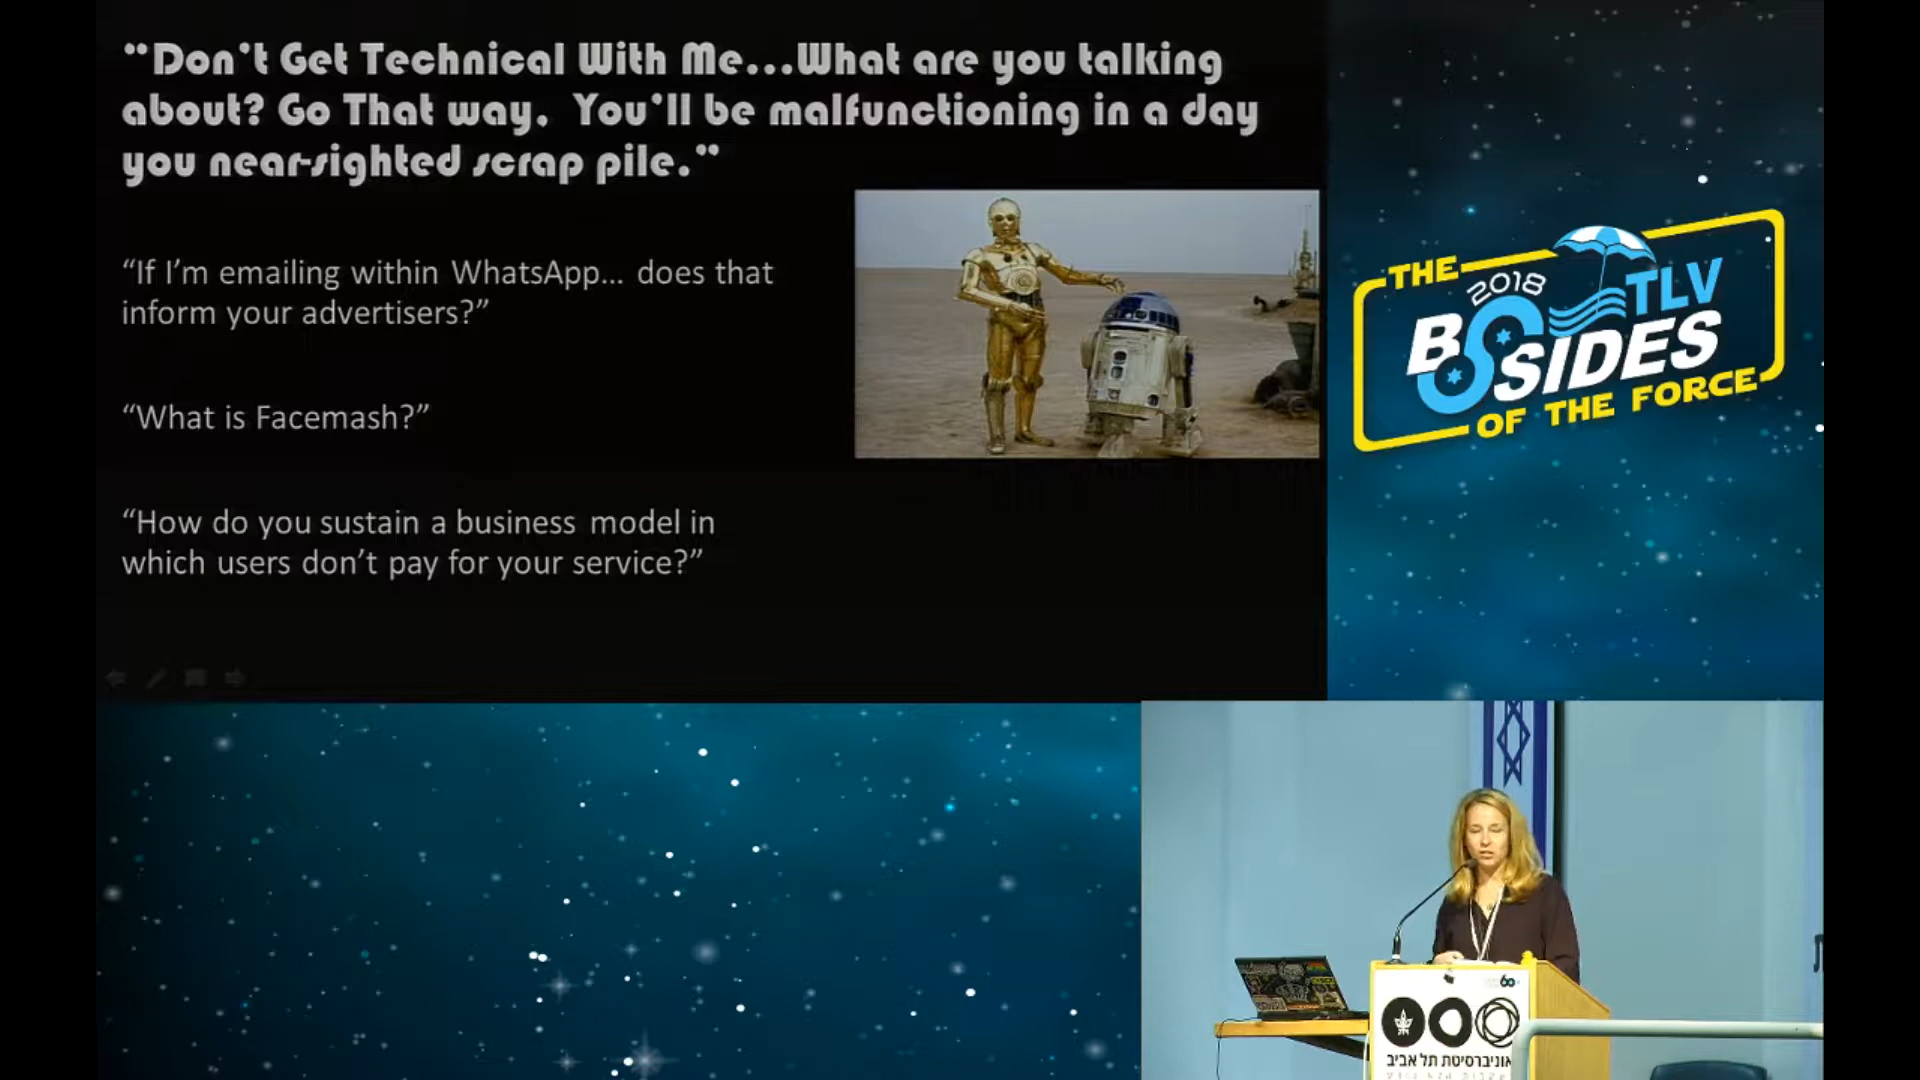 "Don't Get Technical With Me...What are you talking
about? Go That way. You'll be malfunctioning in a day
you near-sighted scrap pile."
"If I'm emailing within WhatsApp... does that
inform your advertisers?"
"What is Facemash?"
"How do you sustain a business model in
which users don't pay for your service?"
THE
2018
TLV
BSIDES
OF THE FORCE
60
אוניברסיטת תל אביב